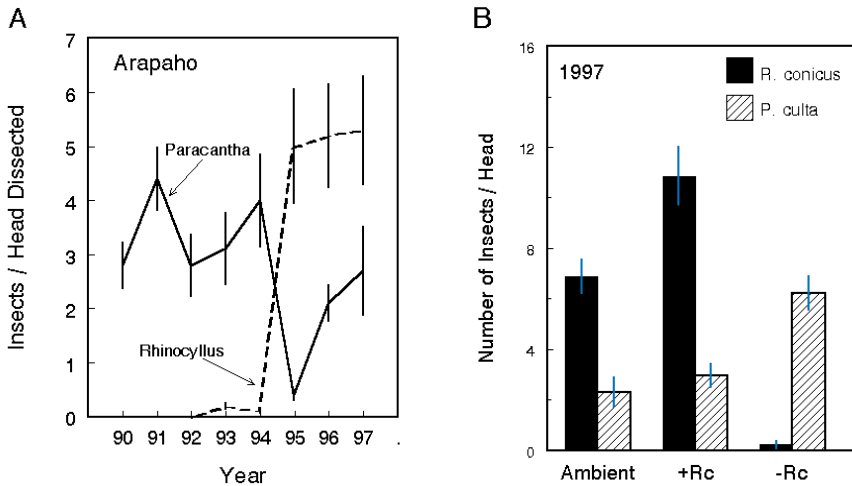 A
Arapaho
Insects / Head Dissected
7
6
5
4
3
2
1
0
Paracantha
Rhinocyllus
90 91 92 93 94 95 96 97 .
Year
B
1997
R. conicus
P. culta
Number of Insects / Head
16
12
8
4
0
Ambient +Rc -Rc